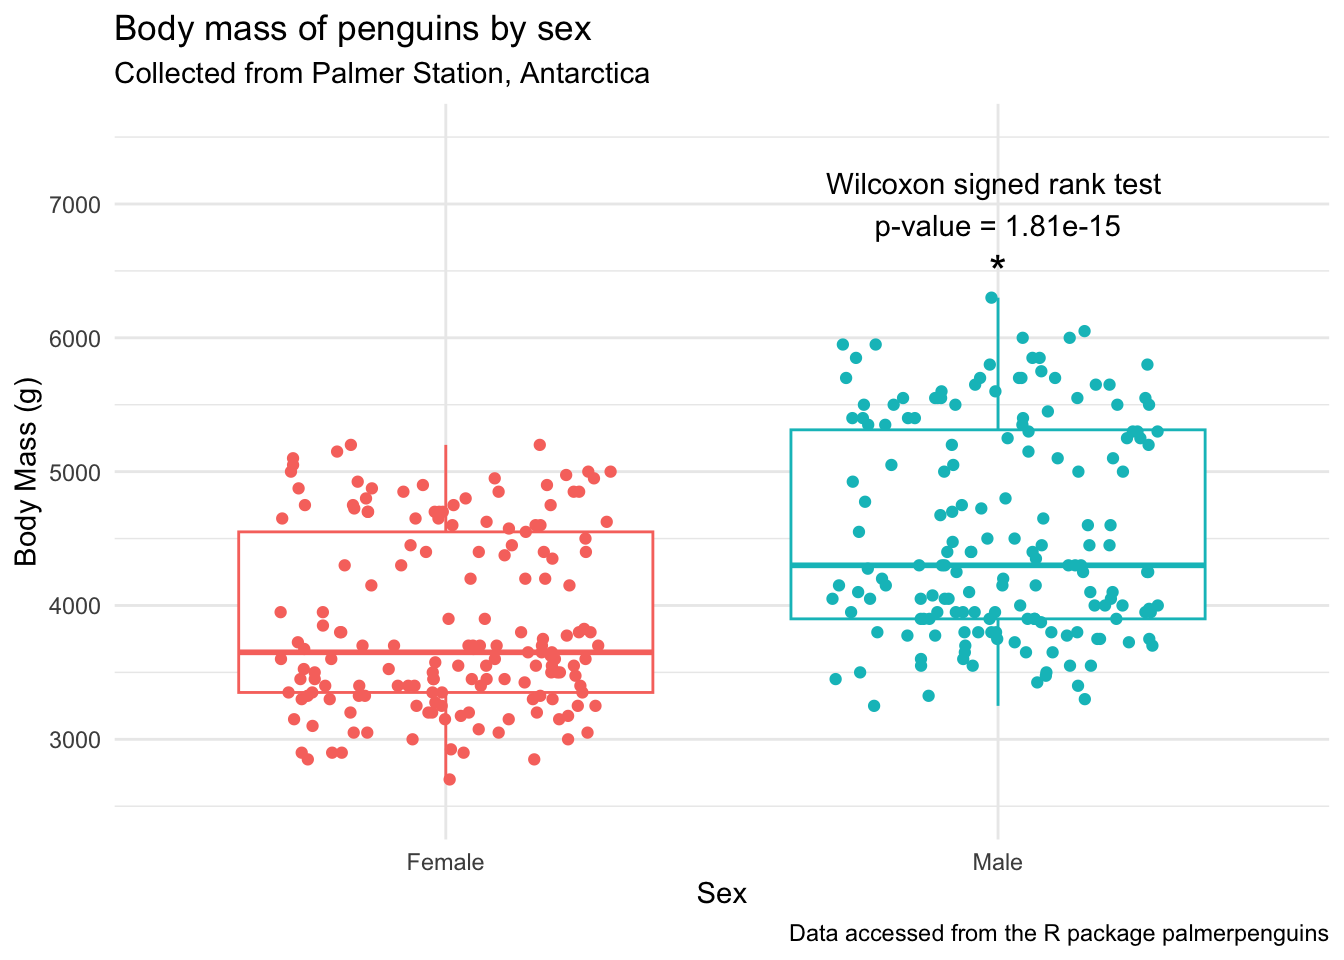 Body mass of penguins by sex
Collected from Palmer Station, Antarctica
Wilcoxon signed rank test
p-value = 1.81e-15
*
7000
6000
5000
4000
3000
Body Mass (g)
Female
Male
Sex
Data accessed from the R package palmerpenguins